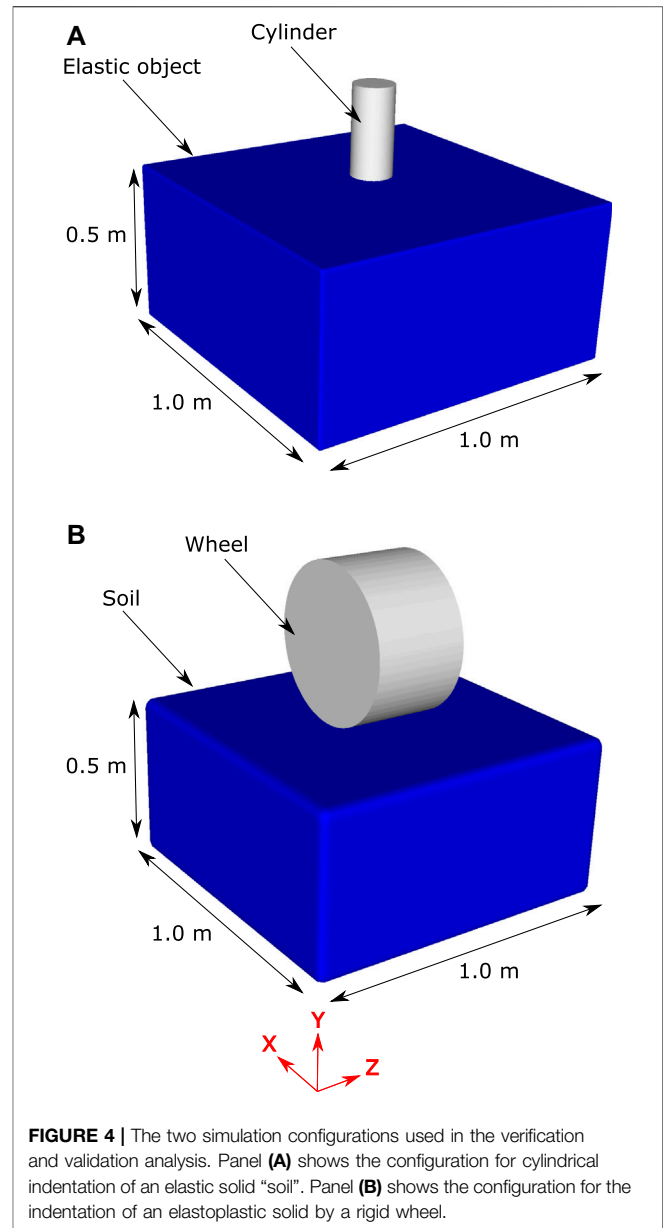 A
Cylinder
Elastic object
0.5 m
1.0 m
1.0 m
B
Wheel
Soil
0.5 m
1.0 m
1.0 m
Y
X
Z
FIGURE 4 | The two simulation configurations used in the verification
and validation analysis. Panel (A) shows the configuration for cylindrical
indentation of an elastic solid “soil”. Panel (B) shows the configuration for the
indentation of an elastoplastic solid by a rigid wheel.